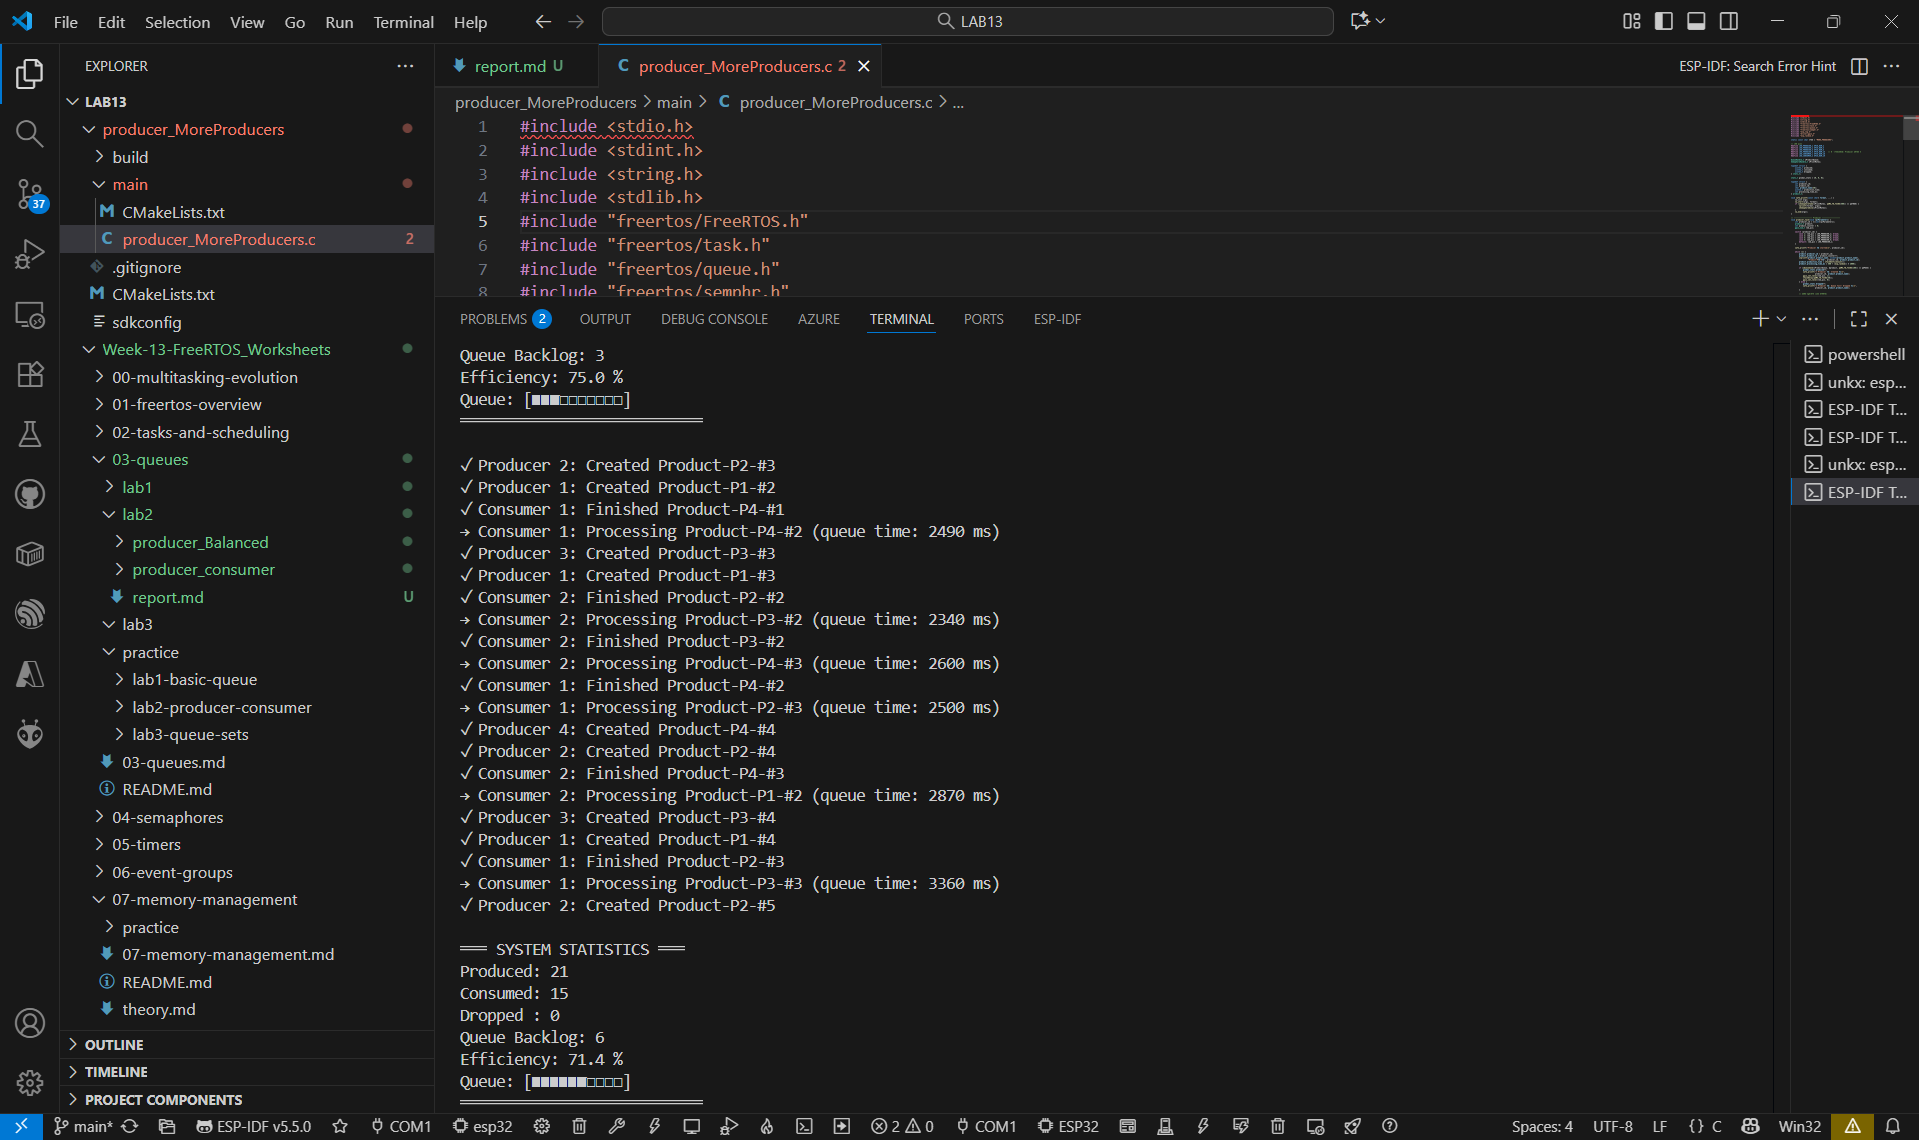 File Edit Selection View Go Run Terminal Help
LAB13
EXPLORER
LAB13
producer_MoreProducers
build
main
CMakeLists.txt
producer_MoreProducers.c 2
.gitignore
CMakeLists.txt
sdkconfig
Week-13-FreeRTOS_Worksheets
00-multitasking-evolution
01-freertos-overview
02-tasks-and-scheduling
03-queues
lab1
lab2
producer_Balanced
producer_consumer
report.md U
lab3
practice
lab1-basic-queue
lab2-producer-consumer
lab3-queue-sets
03-queues.md
README.md
04-semaphores
05-timers
06-event-groups
07-memory-management
practice
07-memory-management.md
README.md
theory.md
OUTLINE
TIMELINE
PROJECT COMPONENTS
37
report.md U
producer_MoreProducers.c 2
ESP-IDF: Search Error Hint
producer_MoreProducers > main > C producer_MoreProducers.c > ...
1 #include <stdio.h>
2 #include <stdint.h>
3 #include <string.h>
4 #include <stdlib.h>
5 #include "freertos/FreeRTOS.h"
6 #include "freertos/task.h"
7 #include "freertos/queue.h"
8 #include "freertos/semphr.h"
PROBLEMS 2 OUTPUT DEBUG CONSOLE AZURE TERMINAL PORTS ESP-IDF
Queue Backlog: 3
Efficiency: 75.0 %
Queue: [■■■□□□□□□□]
═══════════════════════════
✓ Producer 2: Created Product-P2-#3
✓ Producer 1: Created Product-P1-#2
✓ Consumer 1: Finished Product-P4-#1
→ Consumer 1: Processing Product-P4-#2 (queue time: 2490 ms)
✓ Producer 3: Created Product-P3-#3
✓ Producer 1: Created Product-P1-#3
✓ Consumer 2: Finished Product-P2-#2
→ Consumer 2: Processing Product-P3-#2 (queue time: 2340 ms)
✓ Consumer 2: Finished Product-P3-#2
→ Consumer 2: Processing Product-P4-#3 (queue time: 2600 ms)
✓ Consumer 1: Finished Product-P4-#2
→ Consumer 1: Processing Product-P2-#3 (queue time: 2500 ms)
✓ Producer 4: Created Product-P4-#4
✓ Producer 2: Created Product-P2-#4
✓ Consumer 2: Finished Product-P4-#3
→ Consumer 2: Processing Product-P1-#2 (queue time: 2870 ms)
✓ Producer 3: Created Product-P3-#4
✓ Producer 1: Created Product-P1-#4
✓ Consumer 1: Finished Product-P2-#3
→ Consumer 1: Processing Product-P3-#3 (queue time: 3360 ms)
✓ Producer 2: Created Product-P2-#5
═══ SYSTEM STATISTICS ═══
Produced: 21
Consumed: 15
Dropped : 0
Queue Backlog: 6
Efficiency: 71.4 %
Queue: [■■■■■■□□□□]
═══════════════════════════
powershell
unkx: esp...
ESP-IDF T...
ESP-IDF T...
unkx: esp...
ESP-IDF T...
main* ESP-IDF v5.5.0 COM1 esp32 2 0 COM1 ESP32 Spaces: 4 UTF-8 LF {} C Win32